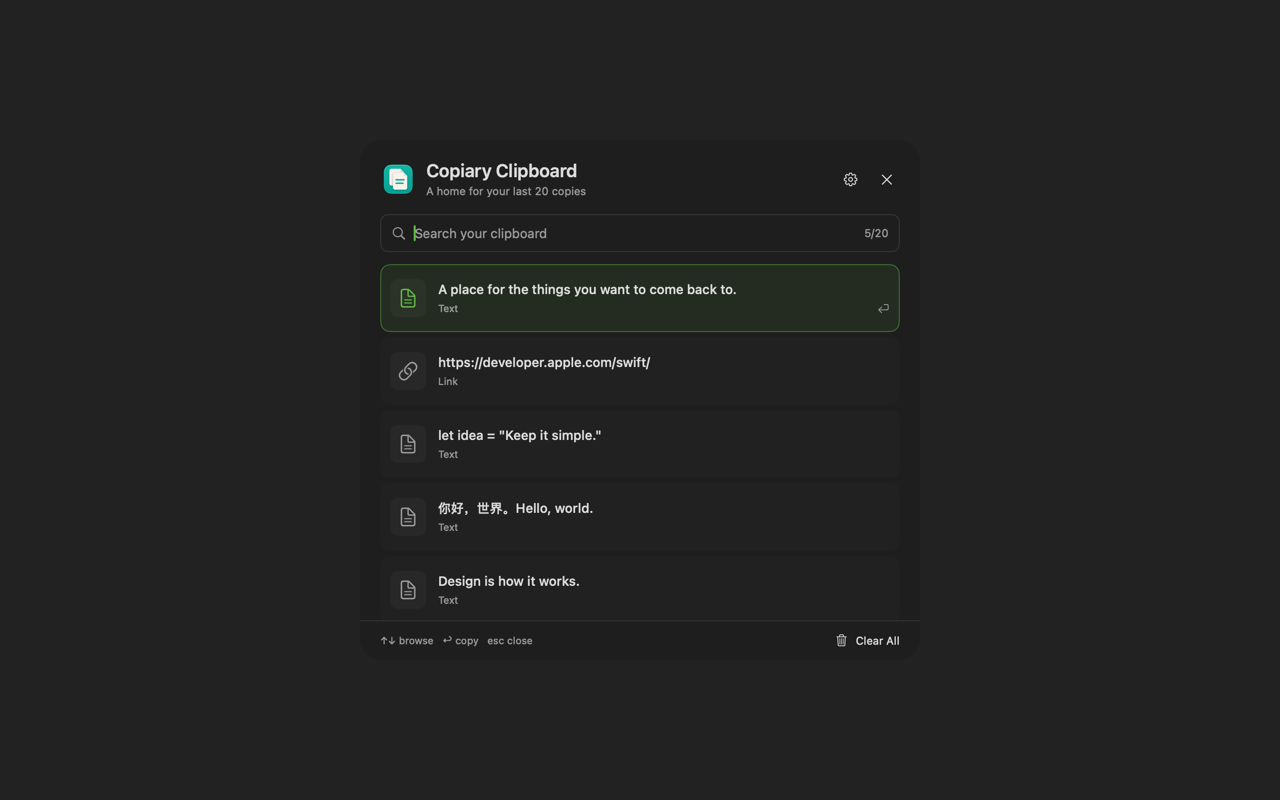 Copiary Clipboard
A home for your last 20 copies
Search your clipboard 5/20
A place for the things you want to come back to.
Text
https://developer.apple.com/swift/
Link
let idea = "Keep it simple."
Text
你好，世界。Hello, world.
Text
Design is how it works.
Text
↑↓ browse ↩ copy esc close Clear All